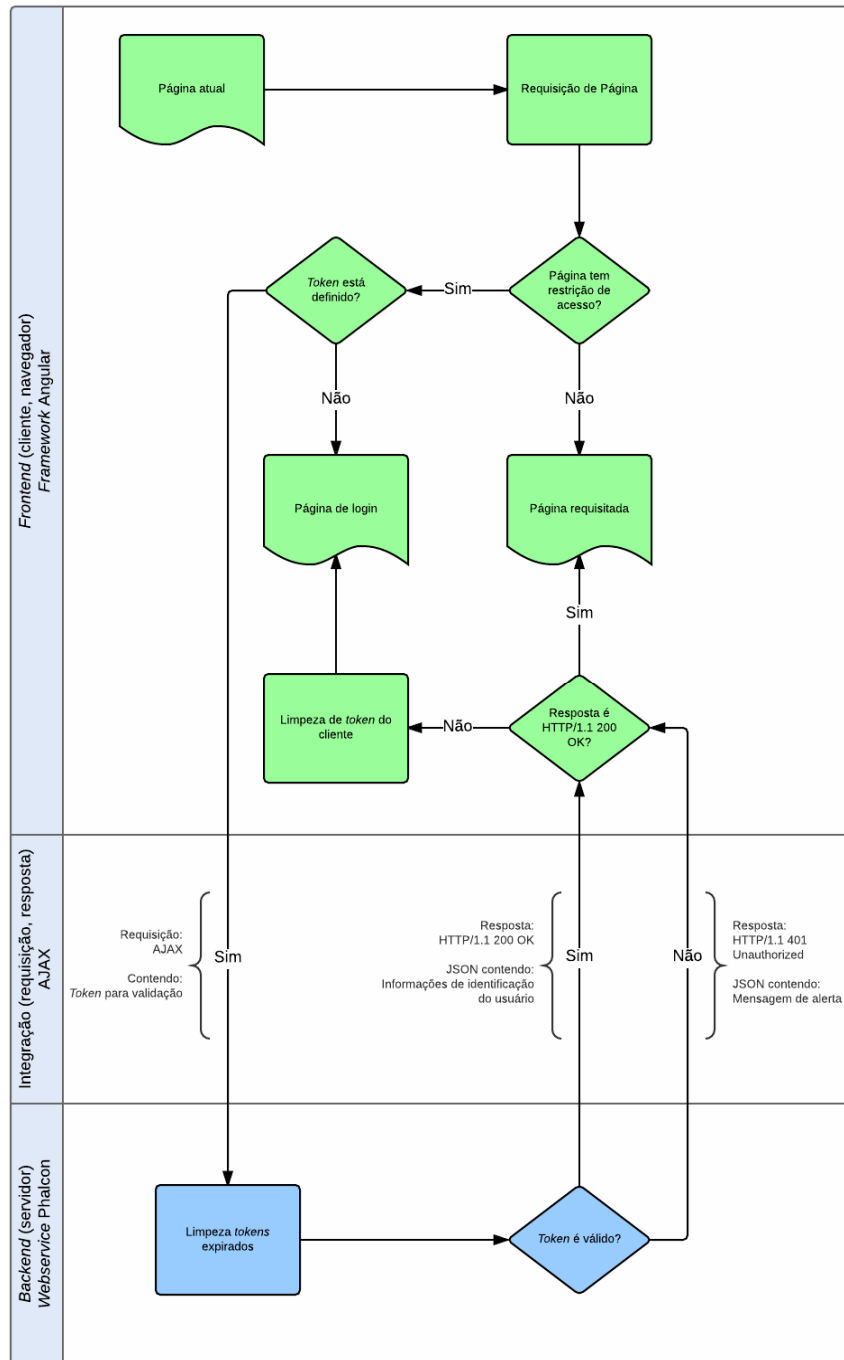 Frontend (cliente, navegador)
Framework Angular
Página atual
Requisição de Página
Token está
definido?
Sim
Página tem
restrição de
acesso?
Não
Não
Página de login
Página requisitada
Sim
Limpeza de token do
cliente
Não
Resposta é
HTTP/1.1 200
OK?
Integração (requisição, resposta)
AJAX
Requisição:
AJAX
Contendo:
Token para validação
Sim
Resposta:
HTTP/1.1 200 OK
JSON contendo:
Informações de identificação
do usuário
Sim
Não
Resposta:
HTTP/1.1 401
Unauthorized
JSON contendo:
Mensagem de alerta
Backend (servidor)
Webservice Phalcon
Limpeza tokens
expirados
Token é válido?